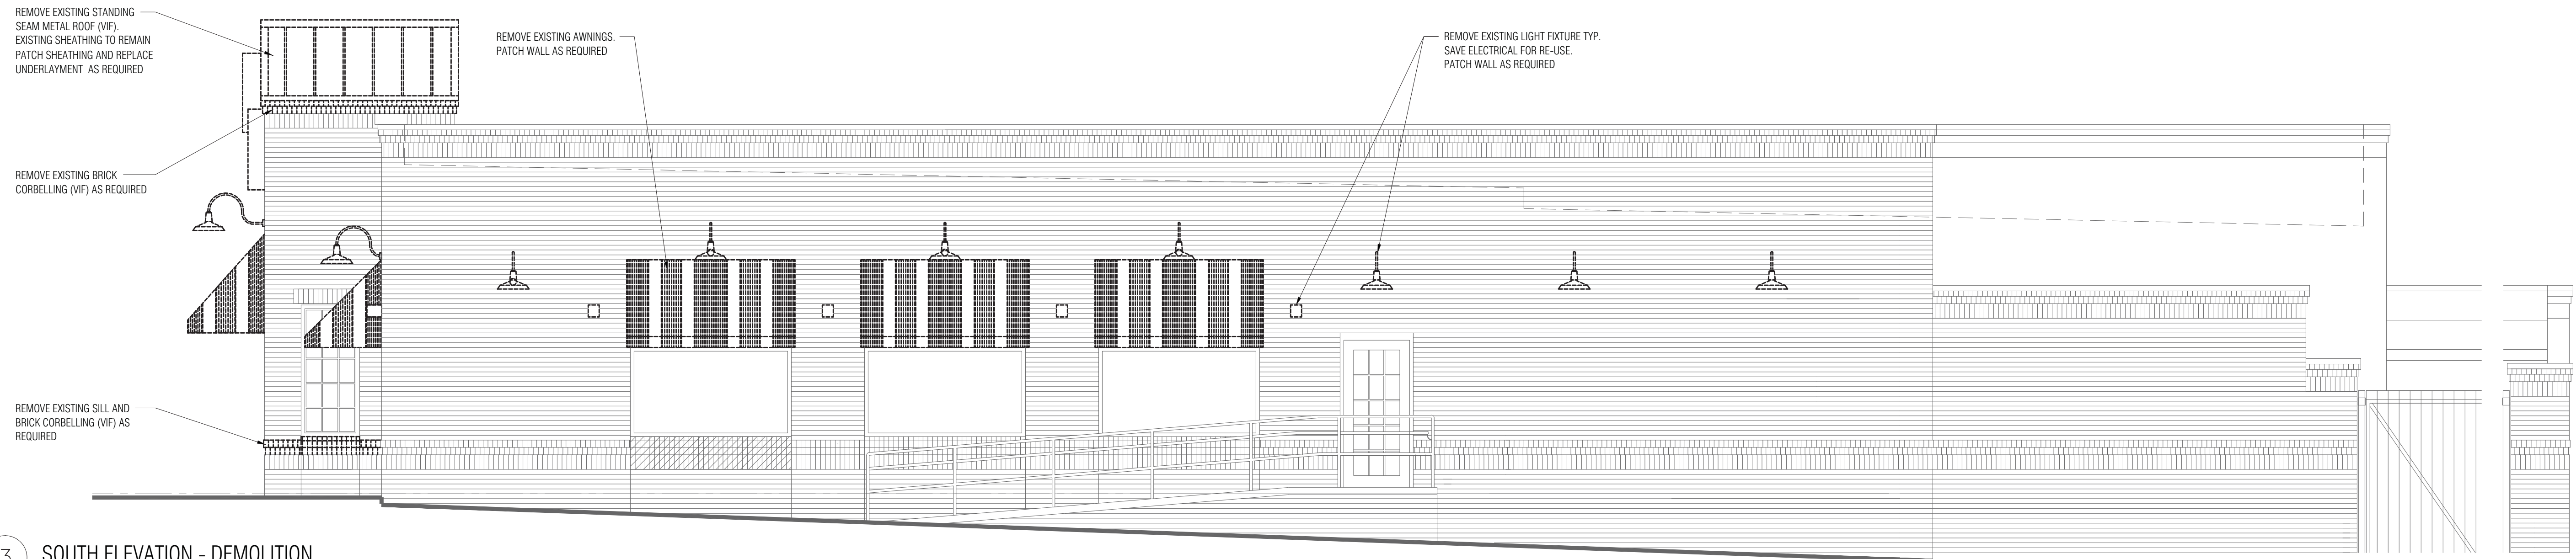 REMOVE EXISTING STANDING
SEAM METAL ROOF (VIF).
EXISTING SHEATHING TO REMAIN
PATCH SHEATHING AND REPLACE
UNDERLAYMENT AS REQUIRED
REMOVE EXISTING AWNINGS.
PATCH WALL AS REQUIRED
REMOVE EXISTING LIGHT FIXTURE TYP.
SAVE ELECTRICAL FOR RE-USE.
PATCH WALL AS REQUIRED
REMOVE EXISTING BRICK
CORBELLING (VIF) AS REQUIRED
REMOVE EXISTING SILL AND
BRICK CORBELLING (VIF) AS
REQUIRED
3 SOUTH ELEVATION - DEMOLITION